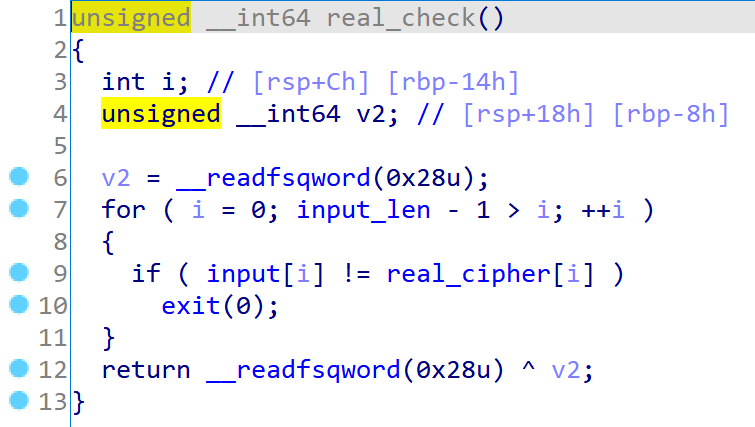 1 unsigned __int64 real_check()
2 {
3   int i; // [rsp+Ch] [rbp-14h]
4   unsigned __int64 v2; // [rsp+18h] [rbp-8h]
5
6   v2 = __readfsqword(0x28u);
7   for ( i = 0; input_len - 1 > i; ++i )
8   {
9     if ( input[i] != real_cipher[i] )
10       exit(0);
11   }
12   return __readfsqword(0x28u) ^ v2;
13 }